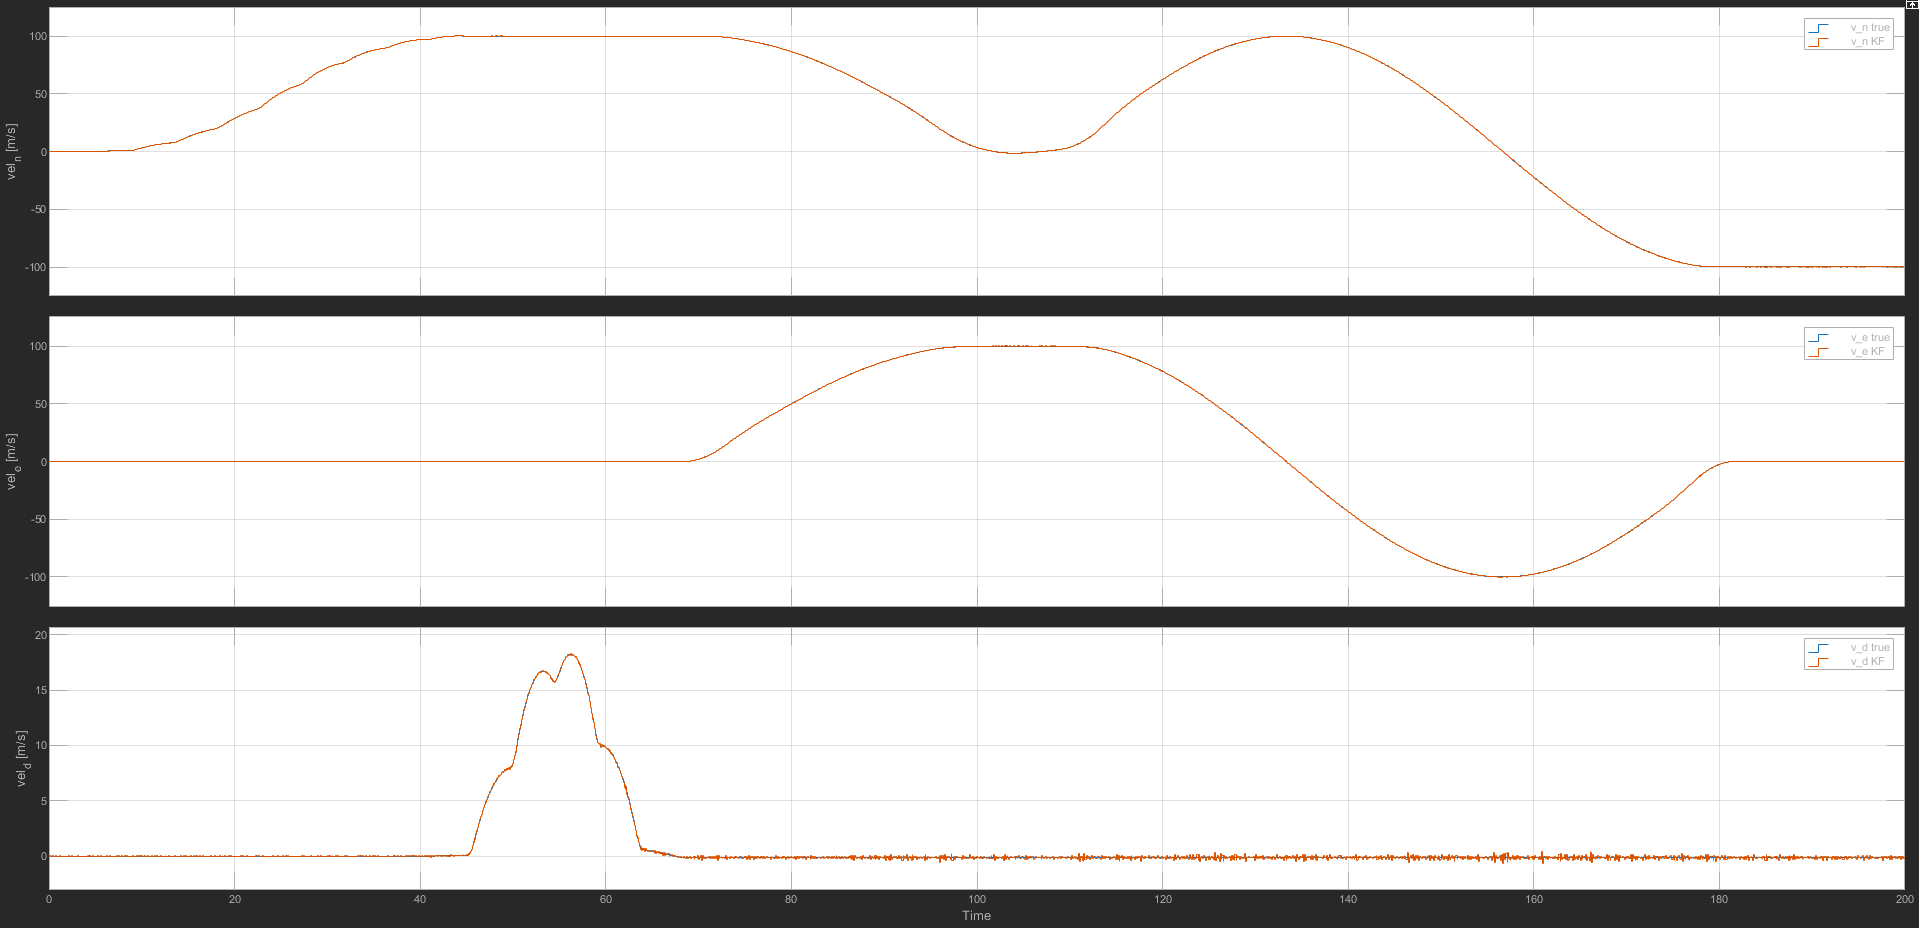 100
50
0
-50
-100
vel_n [m/s]
v_n true
v_n KF
100
50
0
-50
-100
vel_e [m/s]
v_e true
v_e KF
20
15
10
5
0
vel_d [m/s]
v_d true
v_d KF
0 20 40 60 80 100 120 140 160 180 200
Time